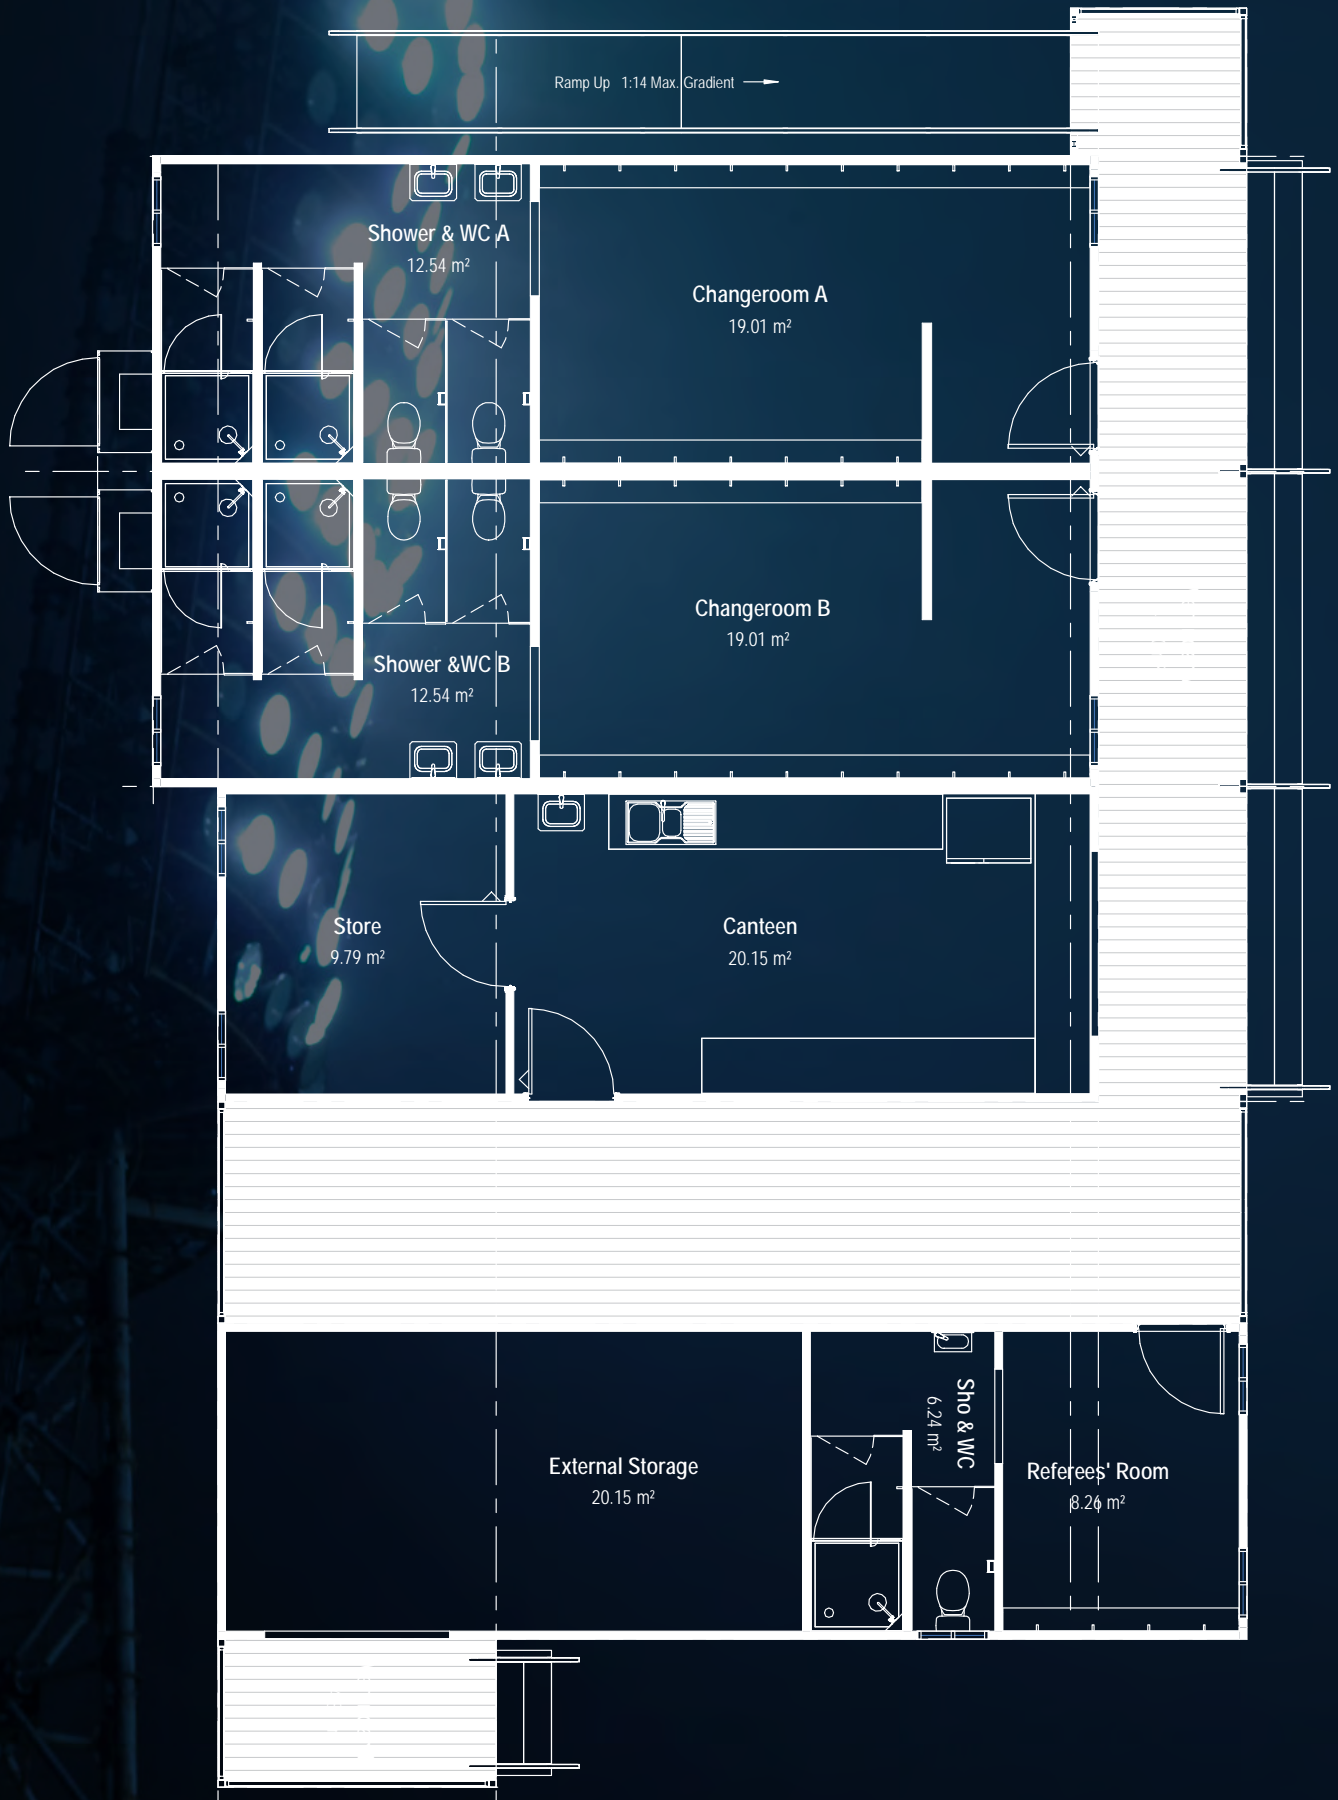 Ramp Up 1:14 Max. Gradient
Shower & WC A
12.54 m²
Changeroom A
19.01 m²
Changeroom B
19.01 m²
Shower &WC B
12.54 m²
Store
9.79 m²
Canteen
20.15 m²
Sho & WC
6.24 m²
External Storage
20.15 m²
Referees' Room
8.26 m²